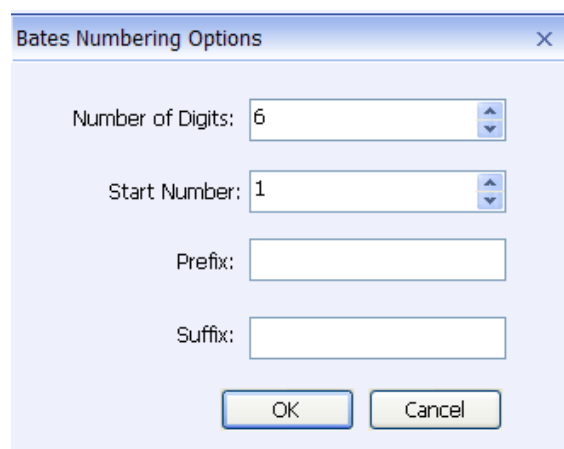 Bates Numbering Options
Number of Digits: 6
Start Number: 1
Prefix:
Suffix:
OK Cancel